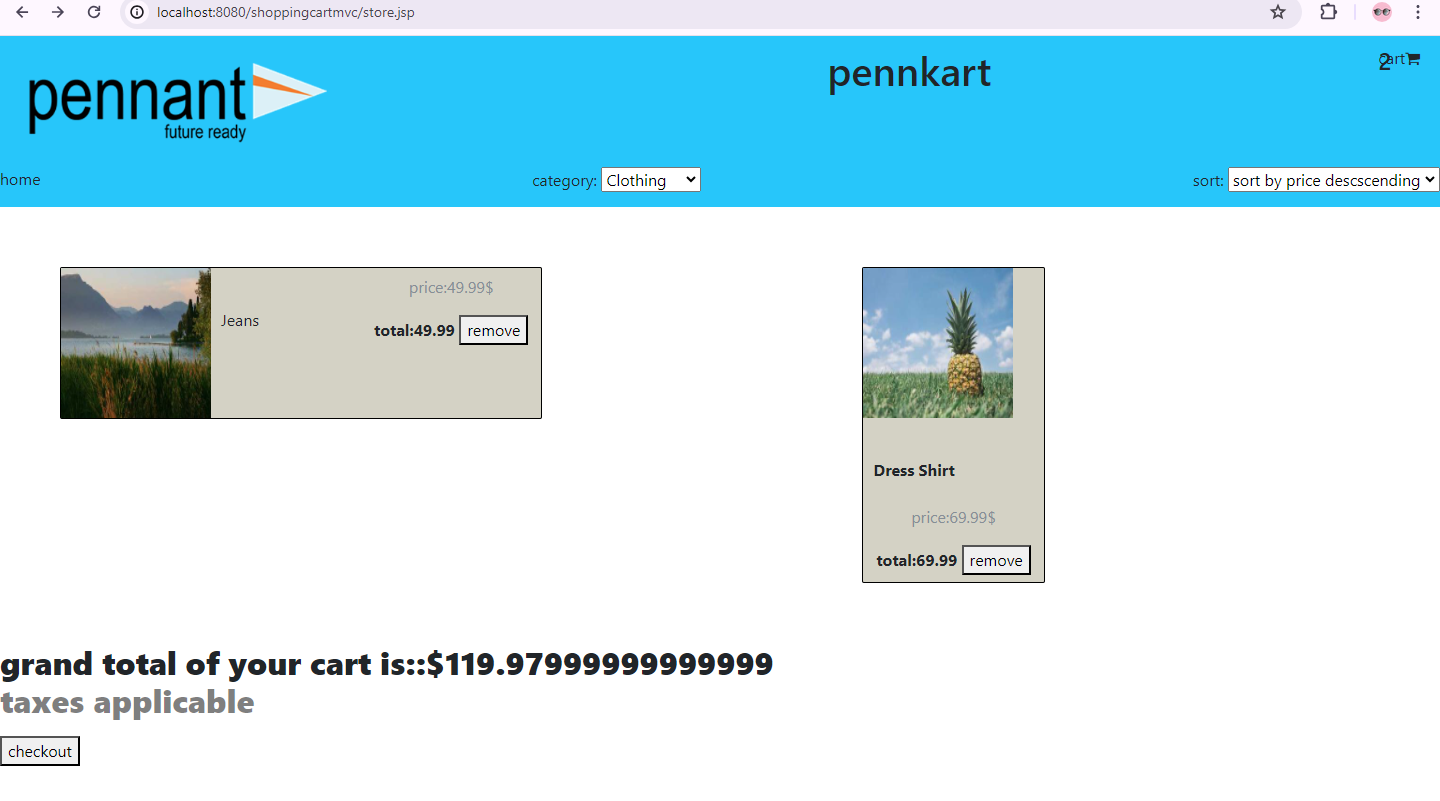 localhost:8080/shoppingcartmvc/store.jsp
pennant
future ready
pennkart
cart
2
home
category: Clothing
sort: sort by price descscending
Jeans
price:49.99$
total:49.99 remove
Dress Shirt
price:69.99$
total:69.99 remove
grand total of your cart is::$119.97999999999999
taxes applicable
checkout